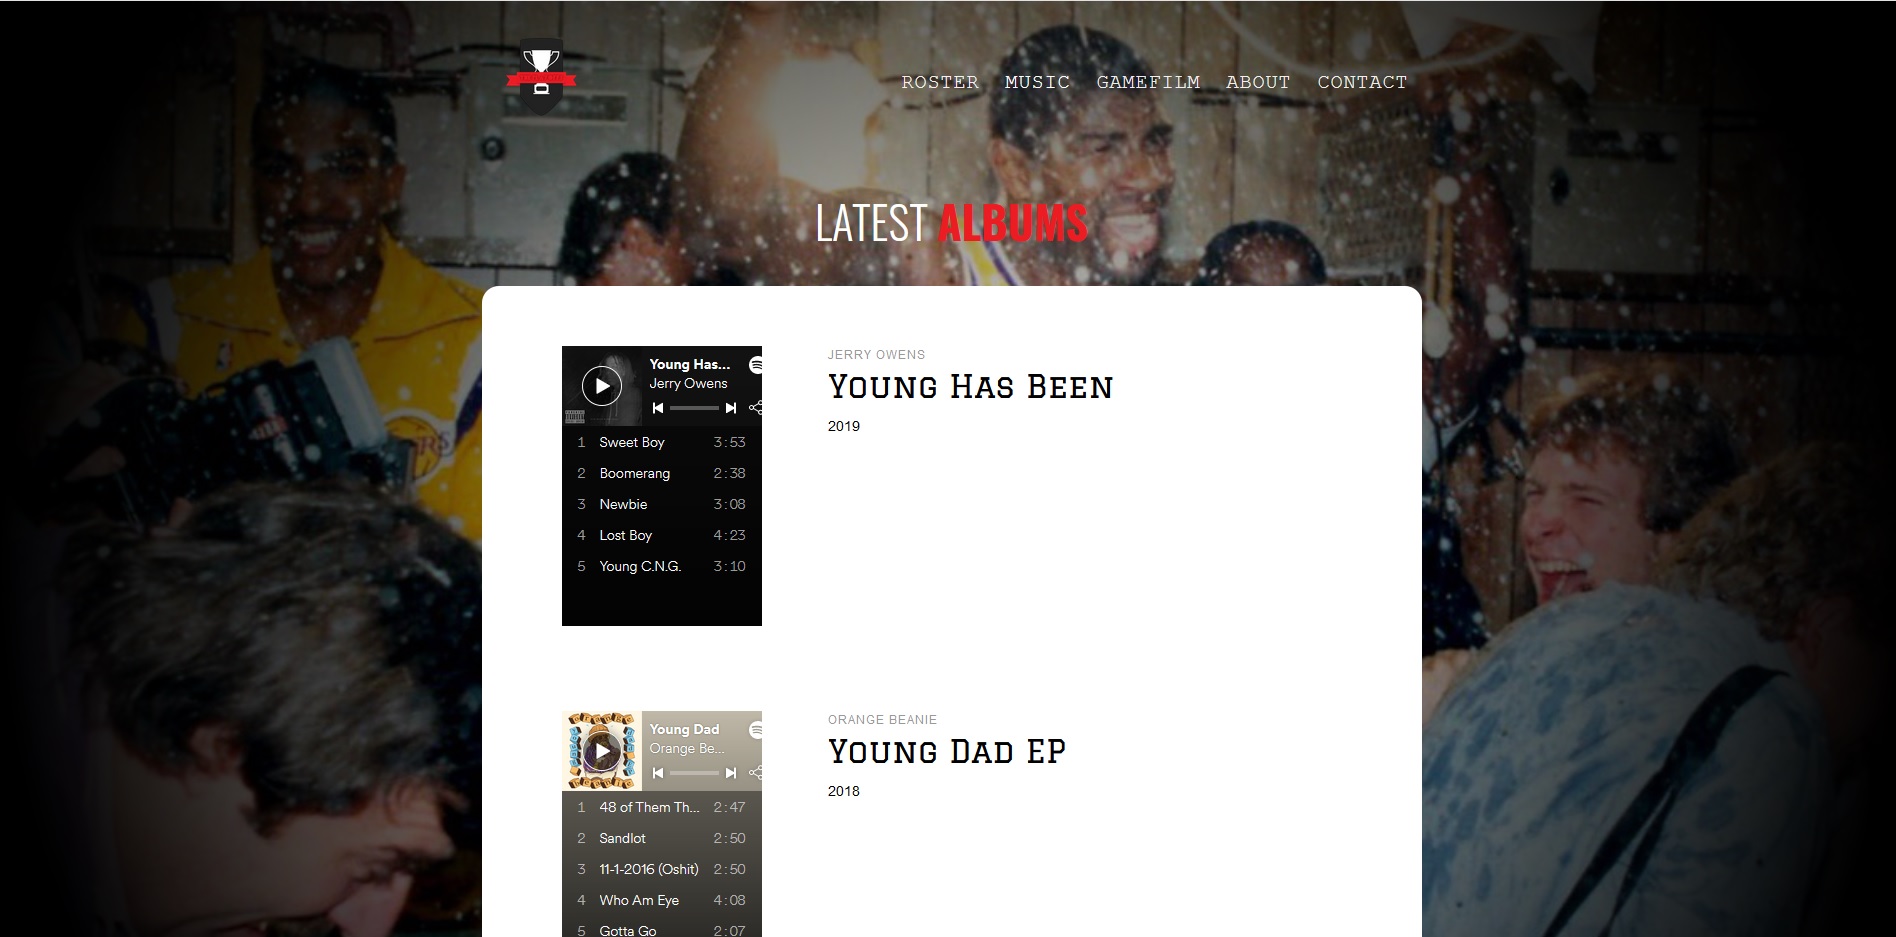 ROSTER MUSIC GAMEFILM ABOUT CONTACT
LATEST ALBUMS
Young Has...
Jerry Owens
1 Sweet Boy 3:53
2 Boomerang 2:38
3 Newbie 3:08
4 Lost Boy 4:23
5 Young C.N.G. 3:10
JERRY OWENS
Young Has Been
2019
Young Dad
Orange Be...
1 48 of Them Th... 2:47
2 Sandlot 2:50
3 11-1-2016 (Oshit) 2:50
4 Who Am Eye 4:08
5 Gotta Go 2:07
ORANGE BEANIE
Young Dad EP
2018